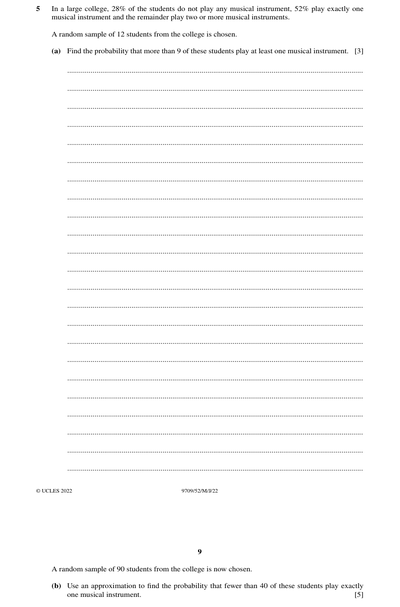 5 In a large college, 28% of the students do not play any musical instrument, 52% play exactly one
musical instrument and the remainder play two or more musical instruments.
A random sample of 12 students from the college is chosen.
(a) Find the probability that more than 9 of these students play at least one musical instrument. [3]
© UCLES 2022 9709/52/M/J/22
9
A random sample of 90 students from the college is now chosen.
(b) Use an approximation to find the probability that fewer than 40 of these students play exactly
one musical instrument. [5]